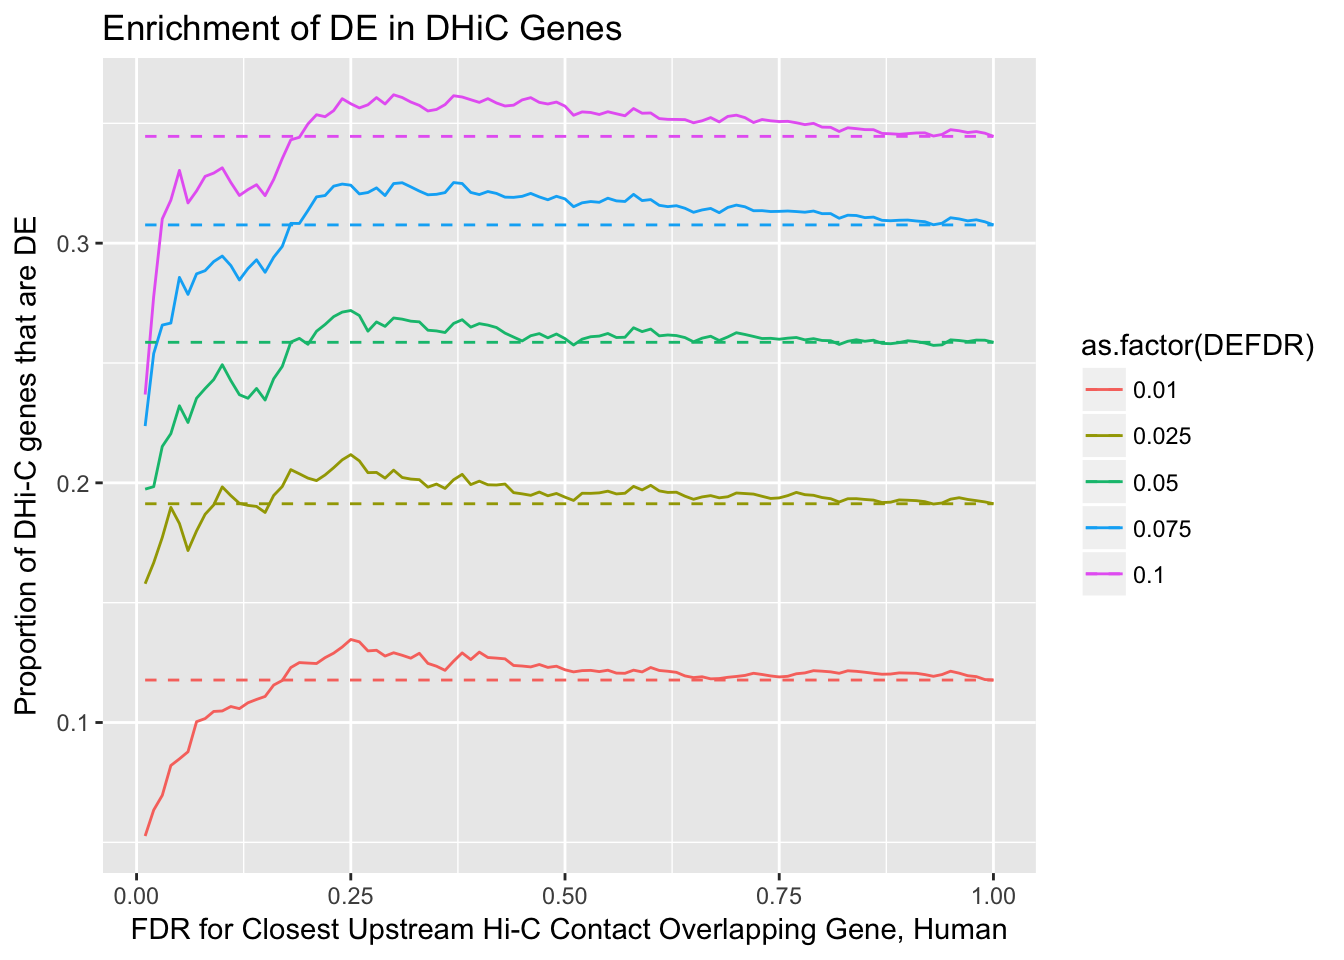 Enrichment of DE in DHiC Genes
Proportion of DHi-C genes that are DE
0.3
0.2
0.1
0.00 0.25 0.50 0.75 1.00
FDR for Closest Upstream Hi-C Contact Overlapping Gene, Human
as.factor(DEFDR)
0.01
0.025
0.05
0.075
0.1